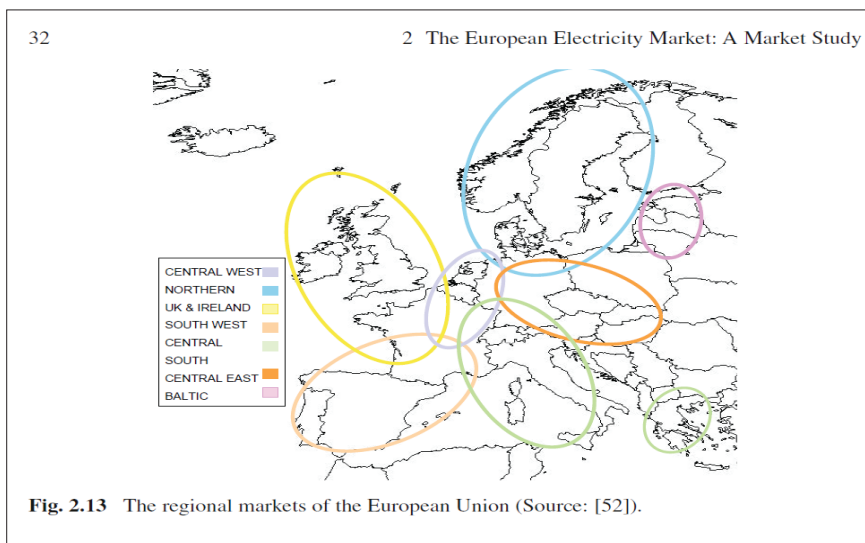 32
2 The European Electricity Market: A Market Study
CENTRAL WEST
NORTHERN
UK & IRELAND
SOUTH WEST
CENTRAL
SOUTH
CENTRAL EAST
BALTIC
Fig. 2.13 The regional markets of the European Union (Source: [52]).